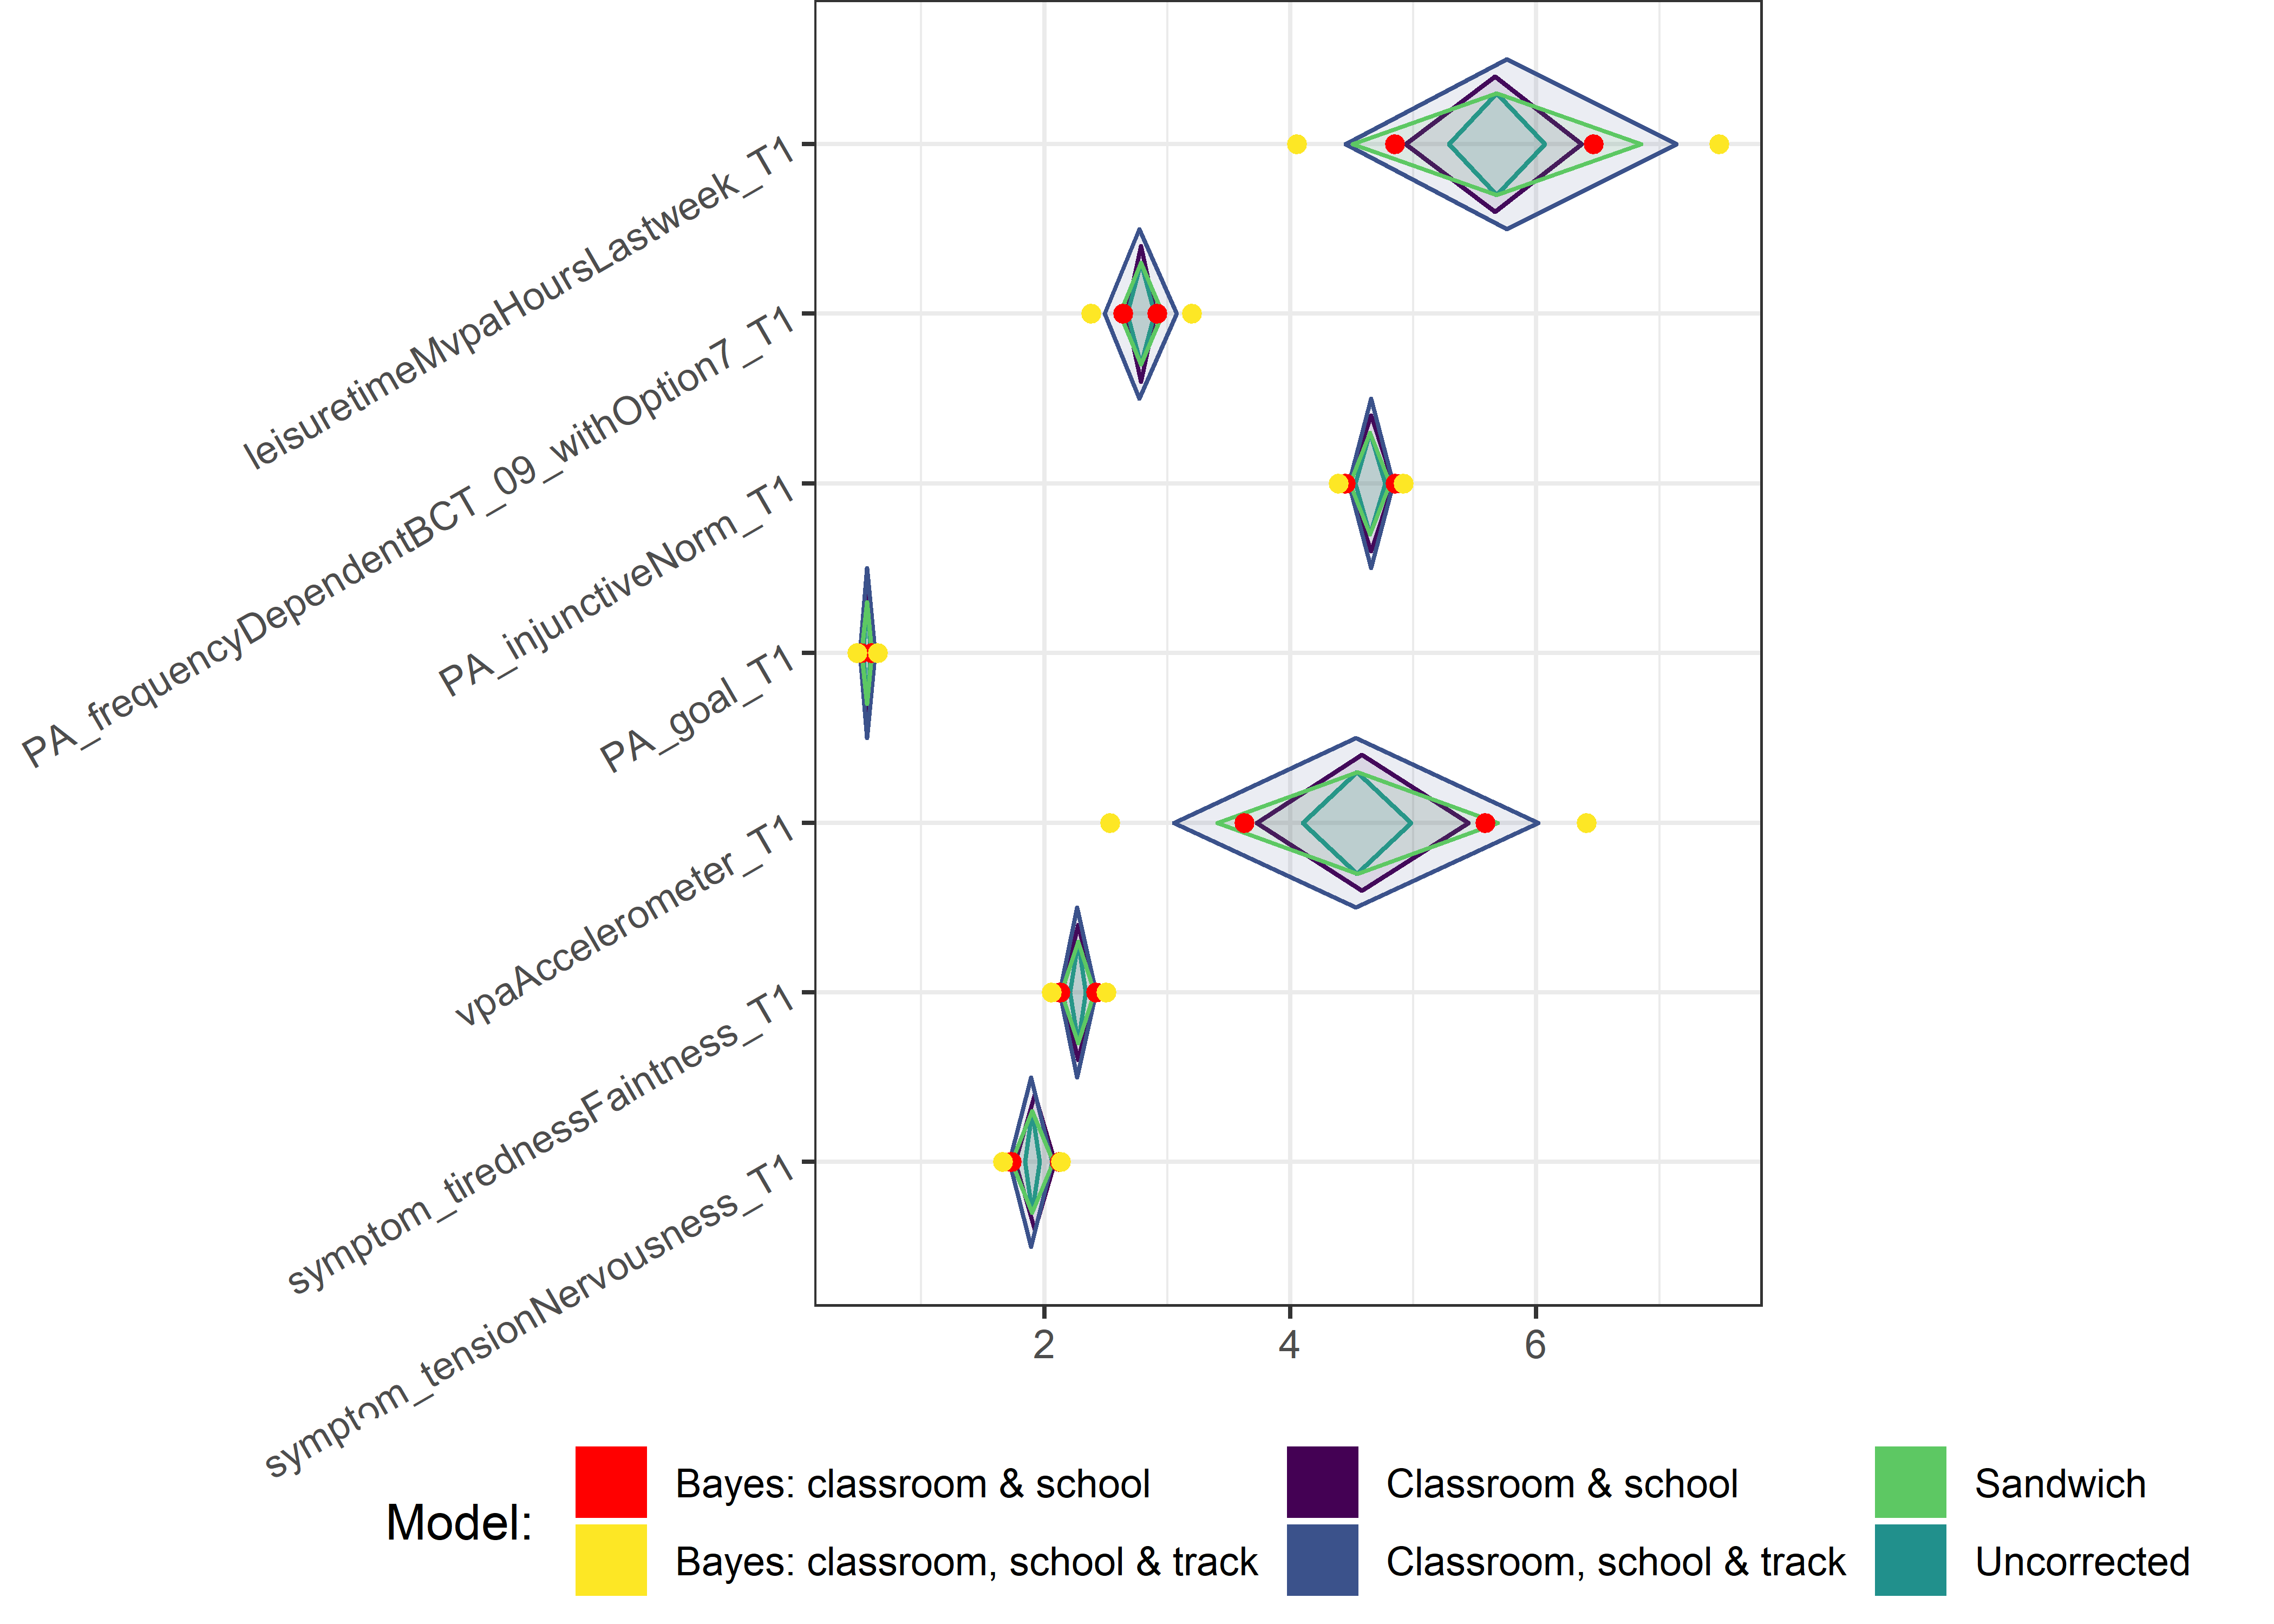 leisuretimeMvpaHoursLastweek_T1
PA_frequencyDependentBCT_09_withOption7_T1
PA_injunctiveNorm_T1
PA_goal_T1
vpaAccelerometer_T1
symptom_tirednessFaintness_T1
symptom_tensionNervousness_T1
2 4 6
Model:
Bayes: classroom & school Classroom & school Sandwich
Bayes: classroom, school & track Classroom, school & track Uncorrected